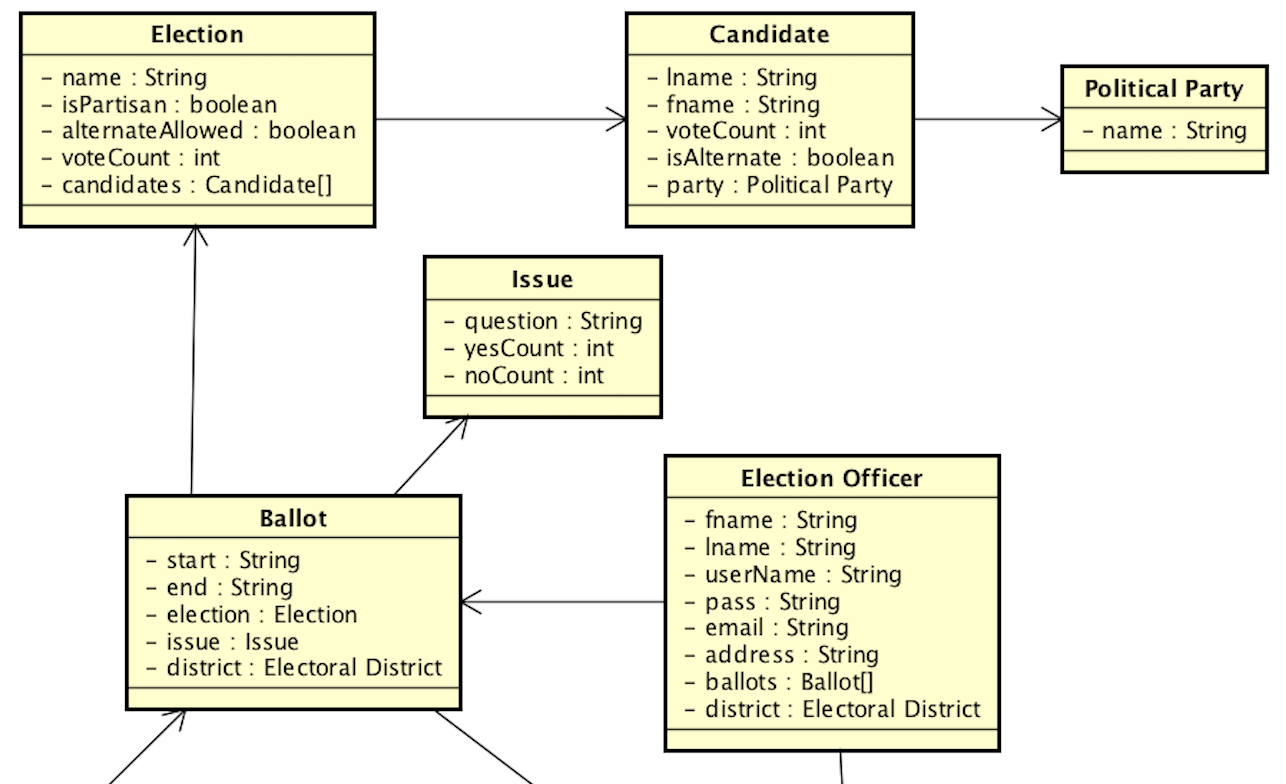 Election
- name : String
- isPartisan : boolean
- alternateAllowed : boolean
- voteCount : int
- candidates : Candidate[]
Candidate
- lname : String
- fname : String
- voteCount : int
- isAlternate : boolean
- party : Political Party
Political Party
- name : String
Issue
- question : String
- yesCount : int
- noCount : int
Ballot
- start : String
- end : String
- election : Election
- issue : Issue
- district : Electoral District
Election Officer
- fname : String
- lname : String
- userName : String
- pass : String
- email : String
- address : String
- ballots : Ballot[]
- district : Electoral District